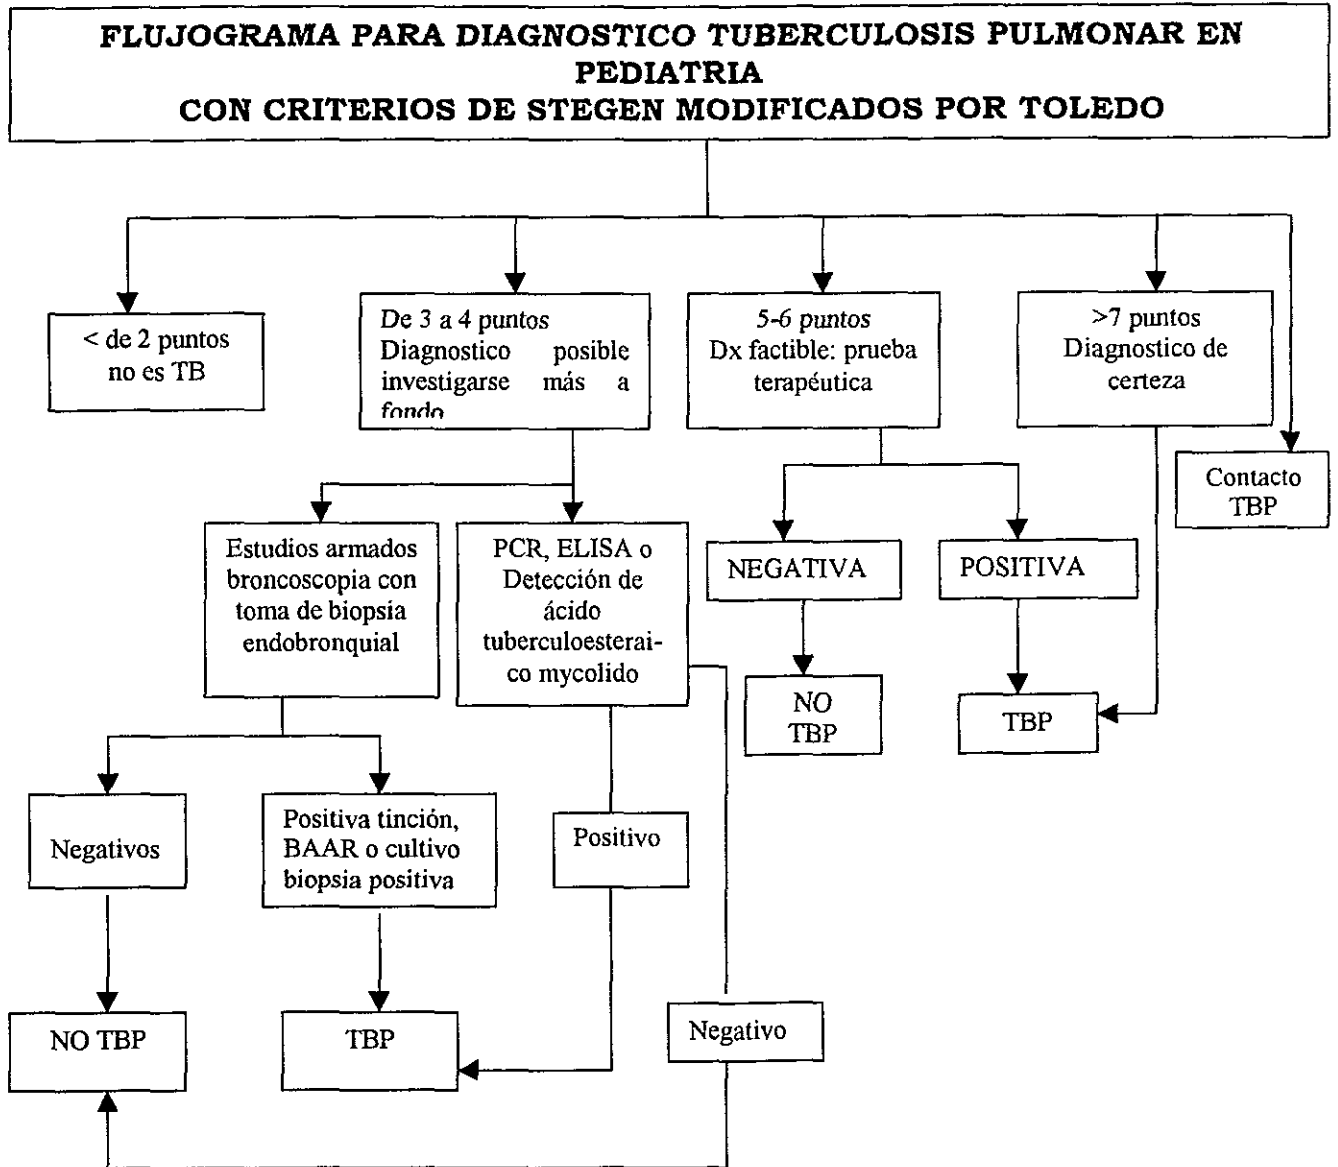 FLUJOGRAMA PARA DIAGNOSTICO TUBERCULOSIS PULMONAR EN
PEDIATRIA
CON CRITERIOS DE STEGEN MODIFICADOS POR TOLEDO
< de 2 puntos
no es TB
De 3 a 4 puntos
Diagnostico posible
investigarse más a
fondo
5-6 puntos
Dx factible: prueba
terapéutica
>7 puntos
Diagnostico de
certeza
Contacto
TBP
Estudios armados
broncoscopia con
toma de biopsia
endobronquial
PCR, ELISA o
Detección de
ácido
tuberculoesterai-
co mycolido
NEGATIVA
POSITIVA
NO
TBP
TBP
Negativos
Positiva tinción,
BAAR o cultivo
biopsia positiva
Positivo
NO TBP
TBP
Negativo